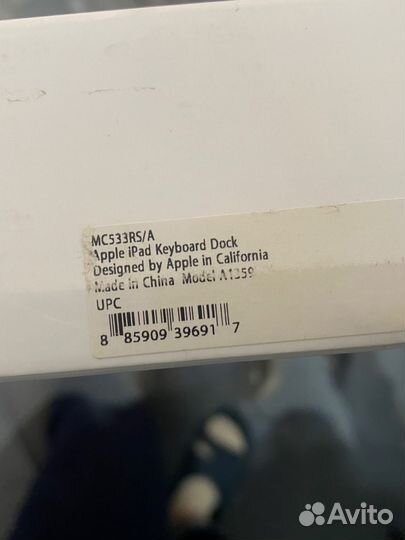 MC533RS/A
Apple iPad Keyboard Dock
Designed by Apple in California
Made in China Model A1359
UPC
8 85909 39691 7
Avito